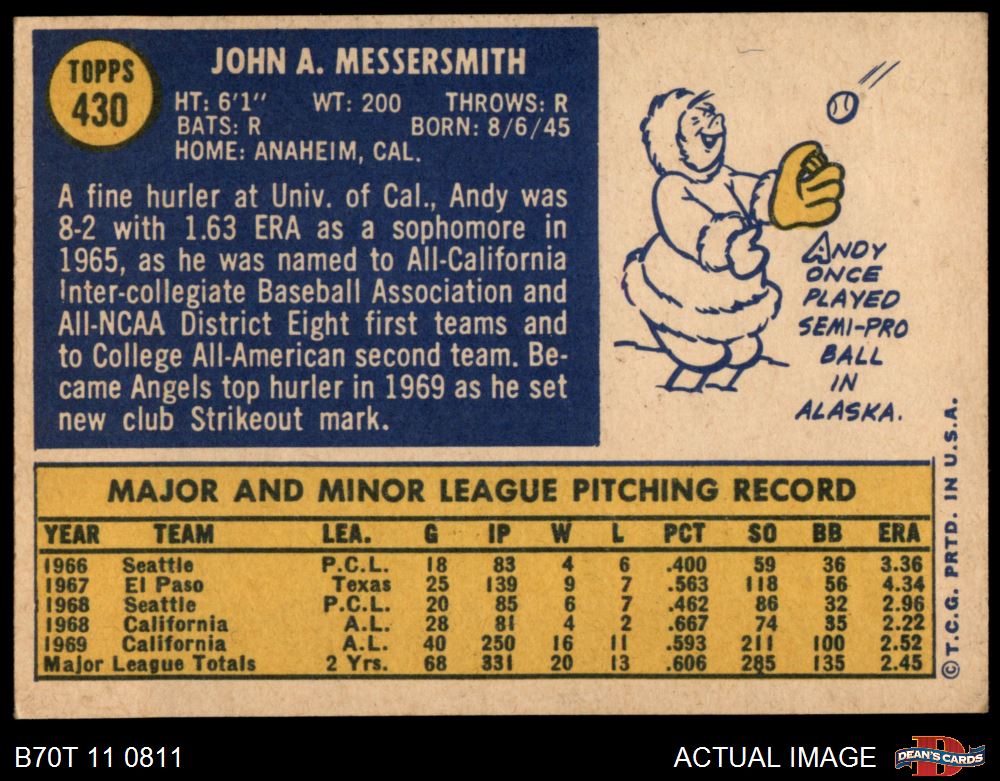 TOPPS
430
JOHN A. MESSERSMITH
HT: 6'1" WT: 200 THROWS: R
BATS: R BORN: 8/6/45
HOME: ANAHEIM, CAL.
A fine hurler at Univ. of Cal., Andy was
8-2 with 1.63 ERA as a sophomore in
1965, as he was named to All-California
Inter-collegiate Baseball Association and
All-NCAA District Eight first teams and
to College All-American second team. Be-
came Angels top hurler in 1969 as he set
new club Strikeout mark.
ANDY
ONCE
PLAYED
SEMI-PRO
BALL
IN
ALASKA.
MAJOR AND MINOR LEAGUE PITCHING RECORD
YEAR TEAM LEA. G IP W L PCT SO BB ERA
1966 Seattle P.C.L. 18 83 4 6 .400 59 36 3.36
1967 El Paso Texas 25 139 9 7 .563 118 56 4.34
1968 Seattle P.C.L. 20 85 6 7 .462 86 32 2.96
1968 California A.L. 28 81 4 2 .667 74 35 2.22
1969 California A.L. 40 250 16 11 .593 211 100 2.52
Major League Totals 2 Yrs. 68 331 20 13 .606 285 135 2.45
©T.C.G. PRTD. IN U.S.A.
B70T 11 0811 ACTUAL IMAGE
D
DEAN'S CARDS